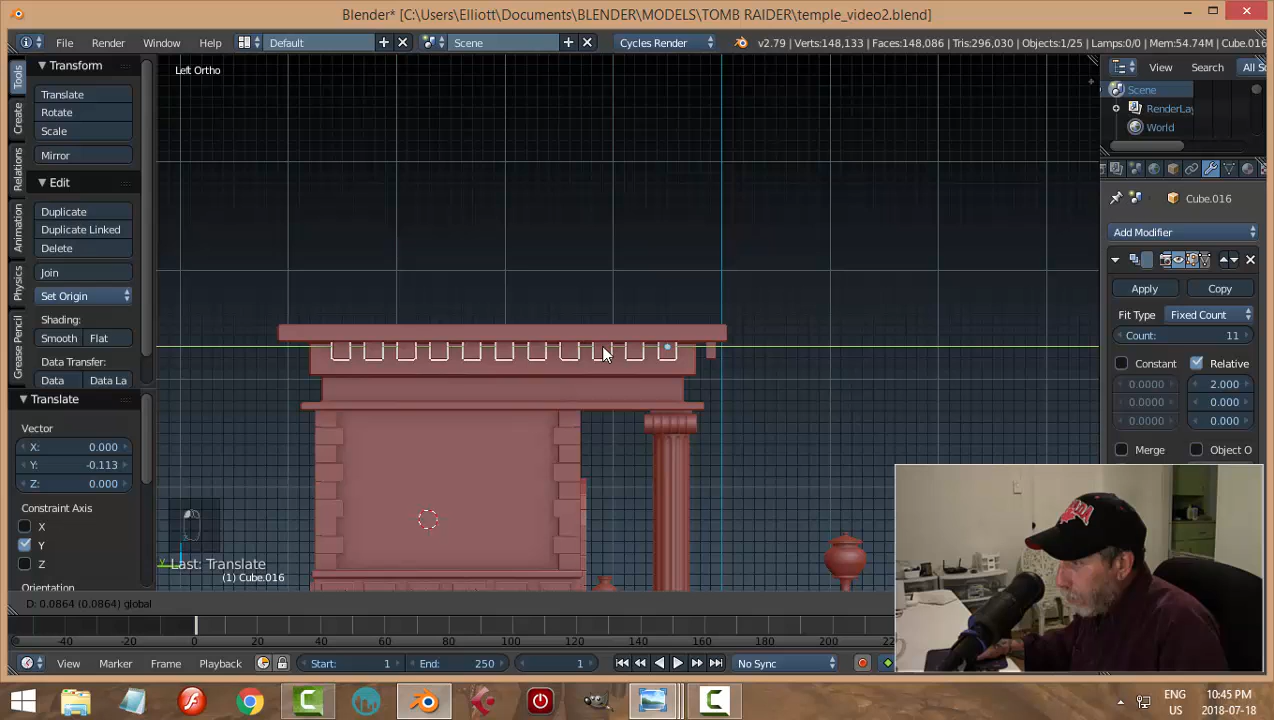 Blender* [C:\Users\Elliott\Documents\BLENDER\MODELS\TOMB RAIDER\temple_video2.blend]
File Render Window Help Default Scene Cycles Render v2.79 | Verts:148,133 | Faces:148,086 | Tris:296,030 | Objects:1/25 | Lamps:0/0 | Mem:54.74M | Cube.016
Tools
Create
Relations
Animation
Physics
Grease Pencil
Transform
Translate
Rotate
Scale
Mirror
Edit
Duplicate
Duplicate Linked
Delete
Join
Set Origin
Shading:
Smooth Flat
Data Transfer:
Data Data La
Translate
Vector
X: 0.000
Y: -0.113
Z: 0.000
Constraint Axis
X
Y
Z
Orientation
Left Ortho
Last: Translate
(1) Cube.016
D: 0.0864 (0.0864) global
View Search All S
Scene
RenderLay
World
Cube.016
Add Modifier
Apply Copy
Fit Type Fixed Count
Count: 11
Constant Relative
0.0000 2.000
0.0000 0.000
0.0000 0.000
Merge Object O
-40 -20 0 20 40 60 80 100 120 140 160 180 200
View Marker Frame Playback Start: 1 End: 250 1 No Sync
ENG 10:45 PM
US 2018-07-18